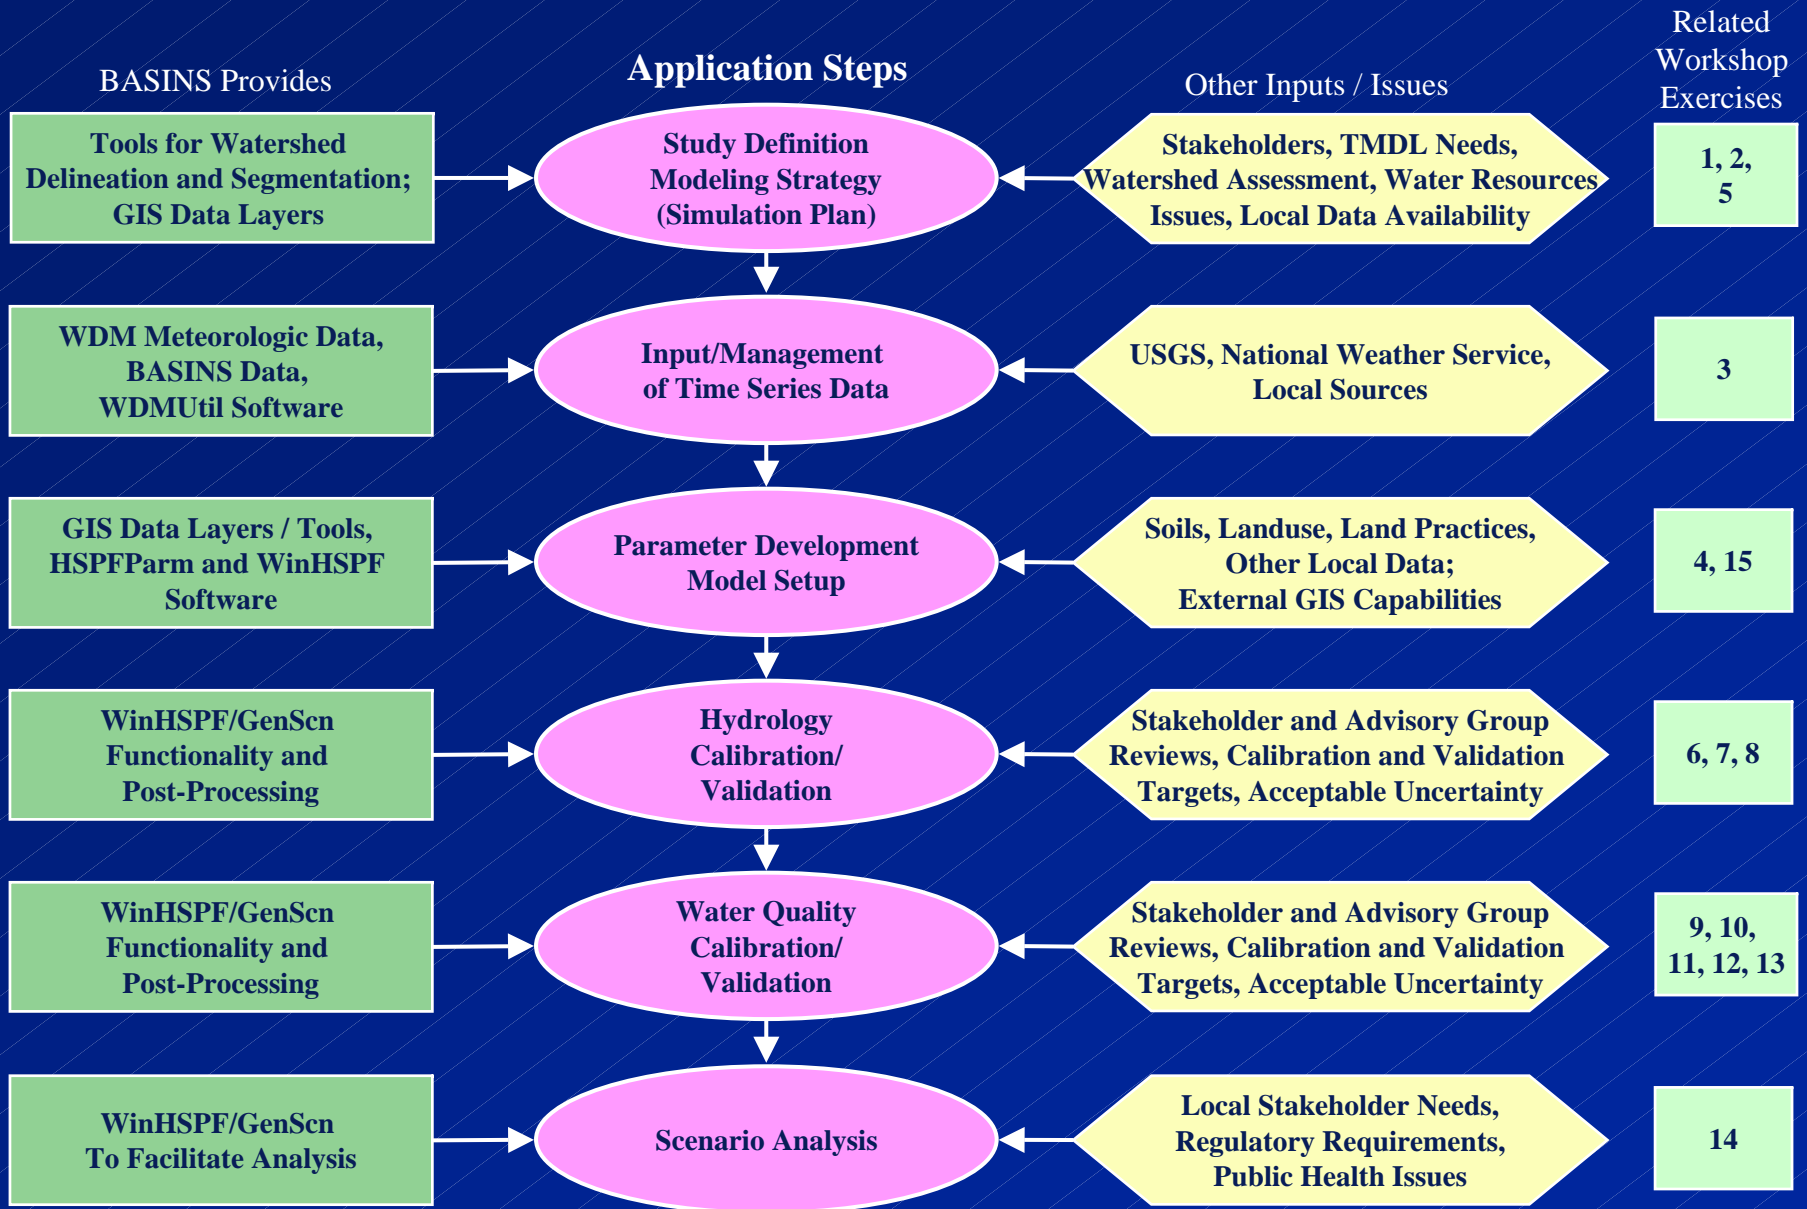 BASINS Provides
Application Steps
Other Inputs / Issues
Related
Workshop
Exercises
Tools for Watershed
Delineation and Segmentation;
GIS Data Layers
Study Definition
Modeling Strategy
(Simulation Plan)
Stakeholders, TMDL Needs,
Watershed Assessment, Water Resources
Issues, Local Data Availability
1, 2,
5
WDM Meteorologic Data,
BASINS Data,
WDMUtil Software
Input/Management
of Time Series Data
USGS, National Weather Service,
Local Sources
3
GIS Data Layers / Tools,
HSPFParm and WinHSPF
Software
Parameter Development
Model Setup
Soils, Landuse, Land Practices,
Other Local Data;
External GIS Capabilities
4, 15
WinHSPF/GenScn
Functionality and
Post-Processing
Hydrology
Calibration/
Validation
Stakeholder and Advisory Group
Reviews, Calibration and Validation
Targets, Acceptable Uncertainty
6, 7, 8
WinHSPF/GenScn
Functionality and
Post-Processing
Water Quality
Calibration/
Validation
Stakeholder and Advisory Group
Reviews, Calibration and Validation
Targets, Acceptable Uncertainty
9, 10,
11, 12, 13
WinHSPF/GenScn
To Facilitate Analysis
Scenario Analysis
Local Stakeholder Needs,
Regulatory Requirements,
Public Health Issues
14